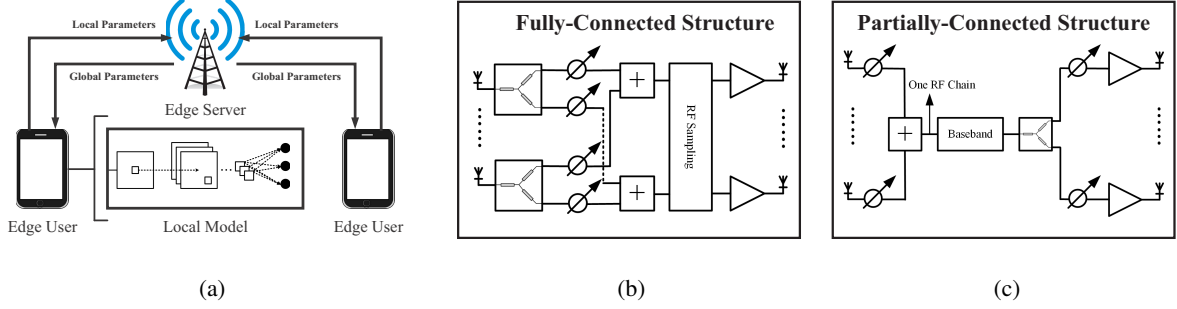 Local Parameters
Local Parameters
Global Parameters
Global Parameters
Edge Server
Edge User
Local Model
Edge User
(a)
Fully-Connected Structure
+
+
RF Sampling
(b)
Partially-Connected Structure
One RF Chain
+
Baseband
(c)